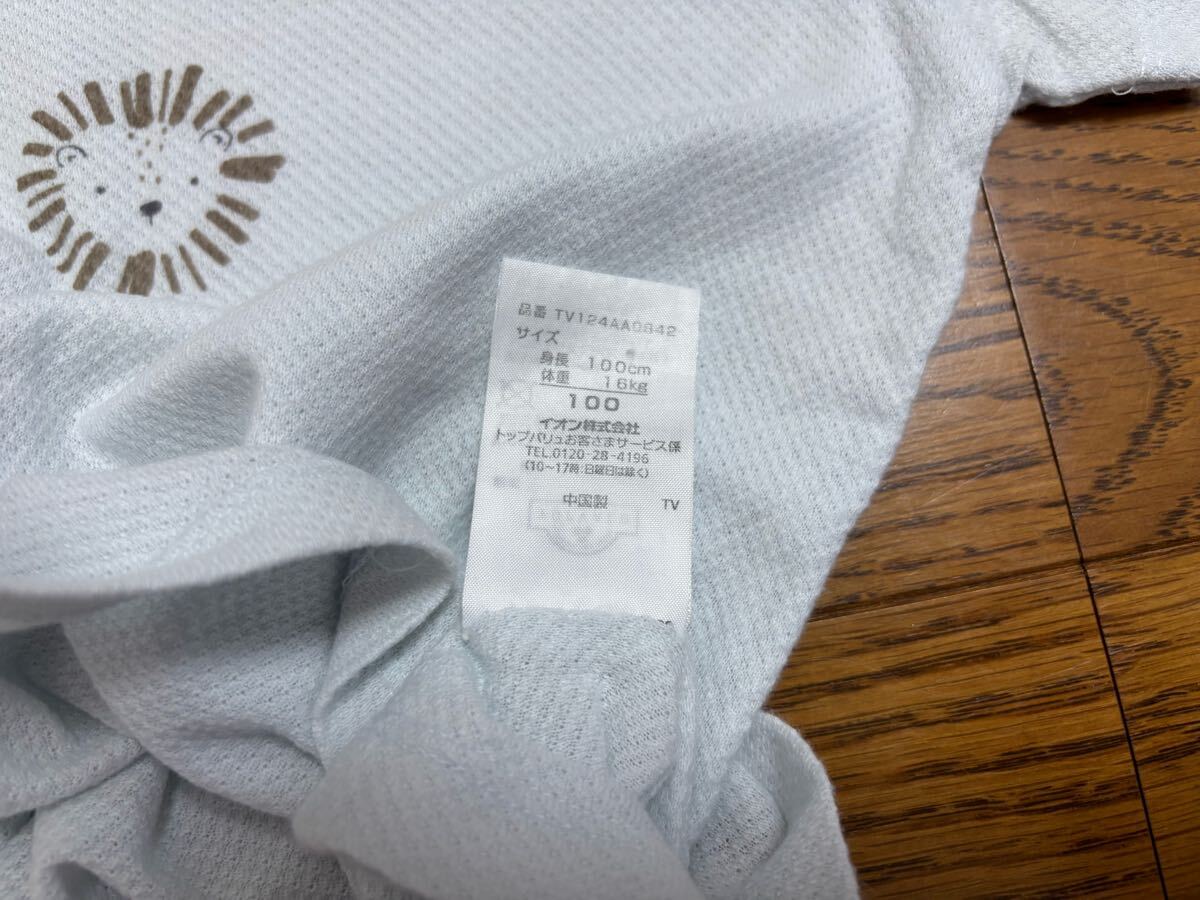 品番 TV124AA0842
サイズ
身長 100cm
体重 16kg
100
イオン株式会社
トップバリュお客さまサービス係
TEL.0120-28-4196
(10~17時:日曜日は除く)
中国製 TV